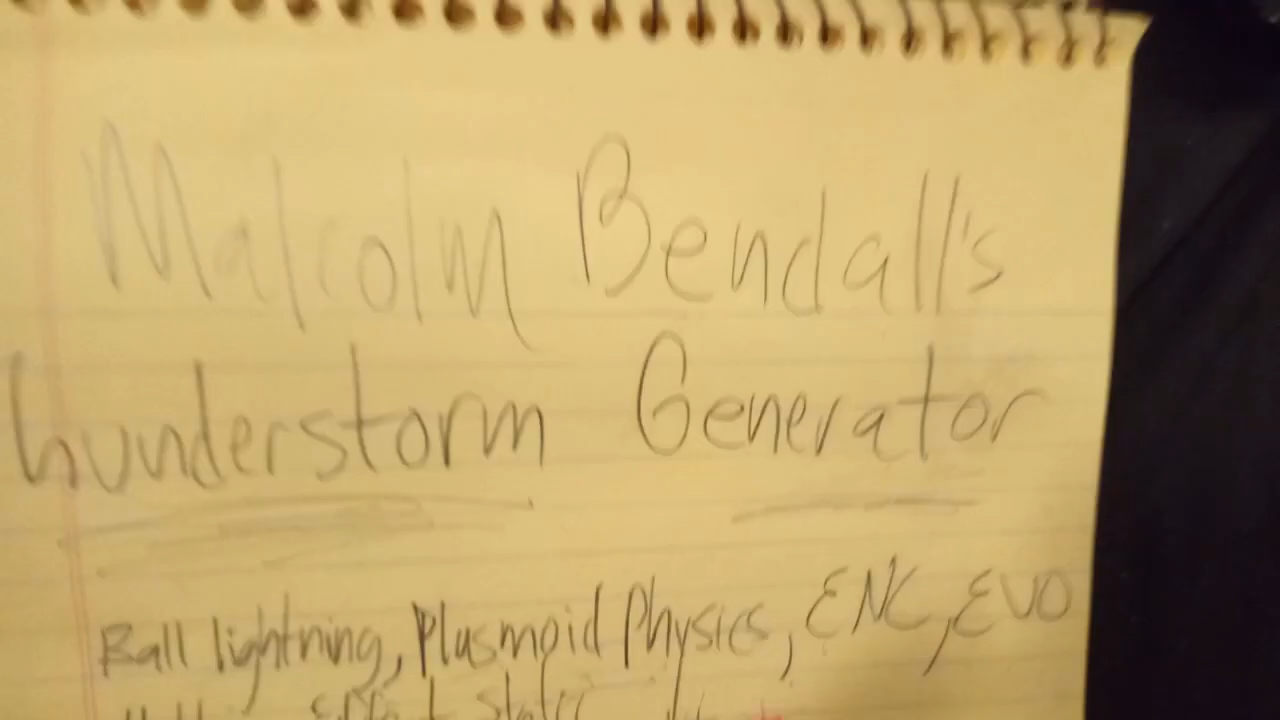 Malcolm Bendall's
hunderstorm Generator
Ball lightning, Plasmoid Physics, ENC, EVO